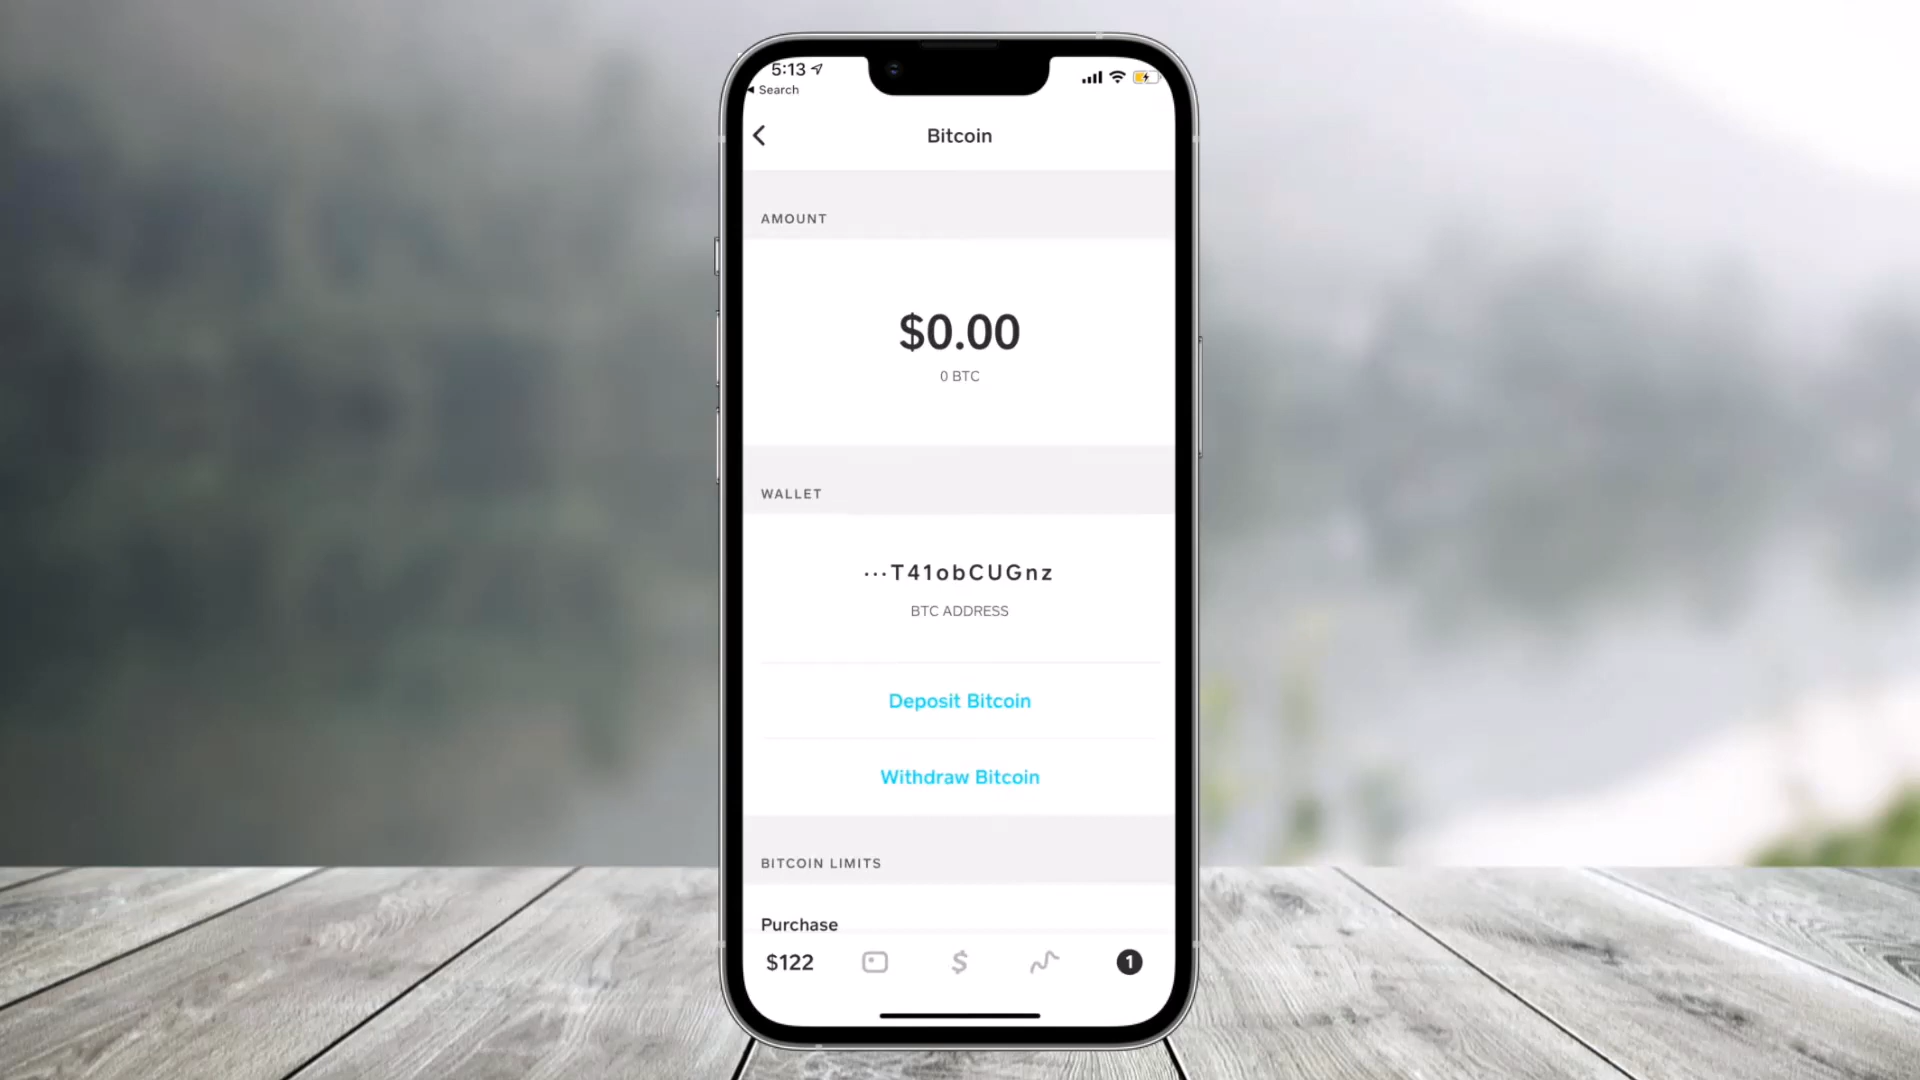 5:13
Search
Bitcoin
AMOUNT
$0.00
0 BTC
WALLET
···T41obCUGnz
BTC ADDRESS
Deposit Bitcoin
Withdraw Bitcoin
BITCOIN LIMITS
Purchase
$122
$
1